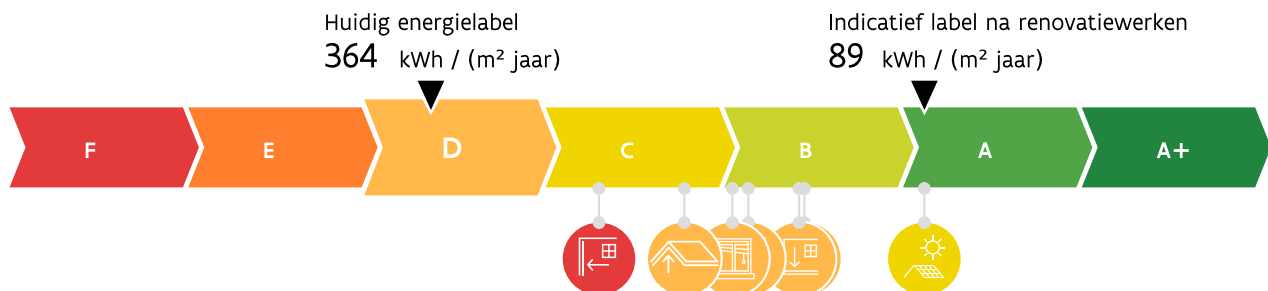 Huidig energielabel
364 kWh / (m² jaar)
Indicatief label na renovatiewerken
89 kWh / (m² jaar)
F E D C B A A+